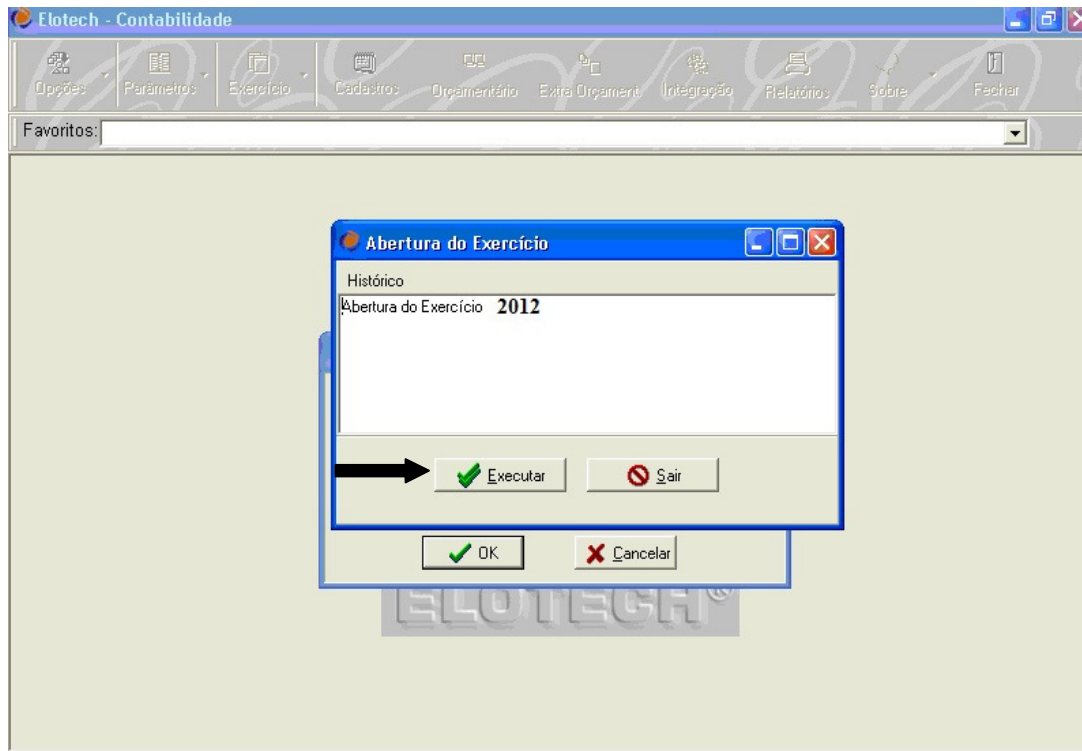 Elotech - Contabilidade
Opções Parâmetros Exercício Cadastros Orçamentário Extra Orçament. Integração Relatórios Sobre Fechar
Favoritos:
Abertura do Exercício
Histórico
Abertura do Exercício 2012
Executar Sair
OK Cancelar
ELOTECH®